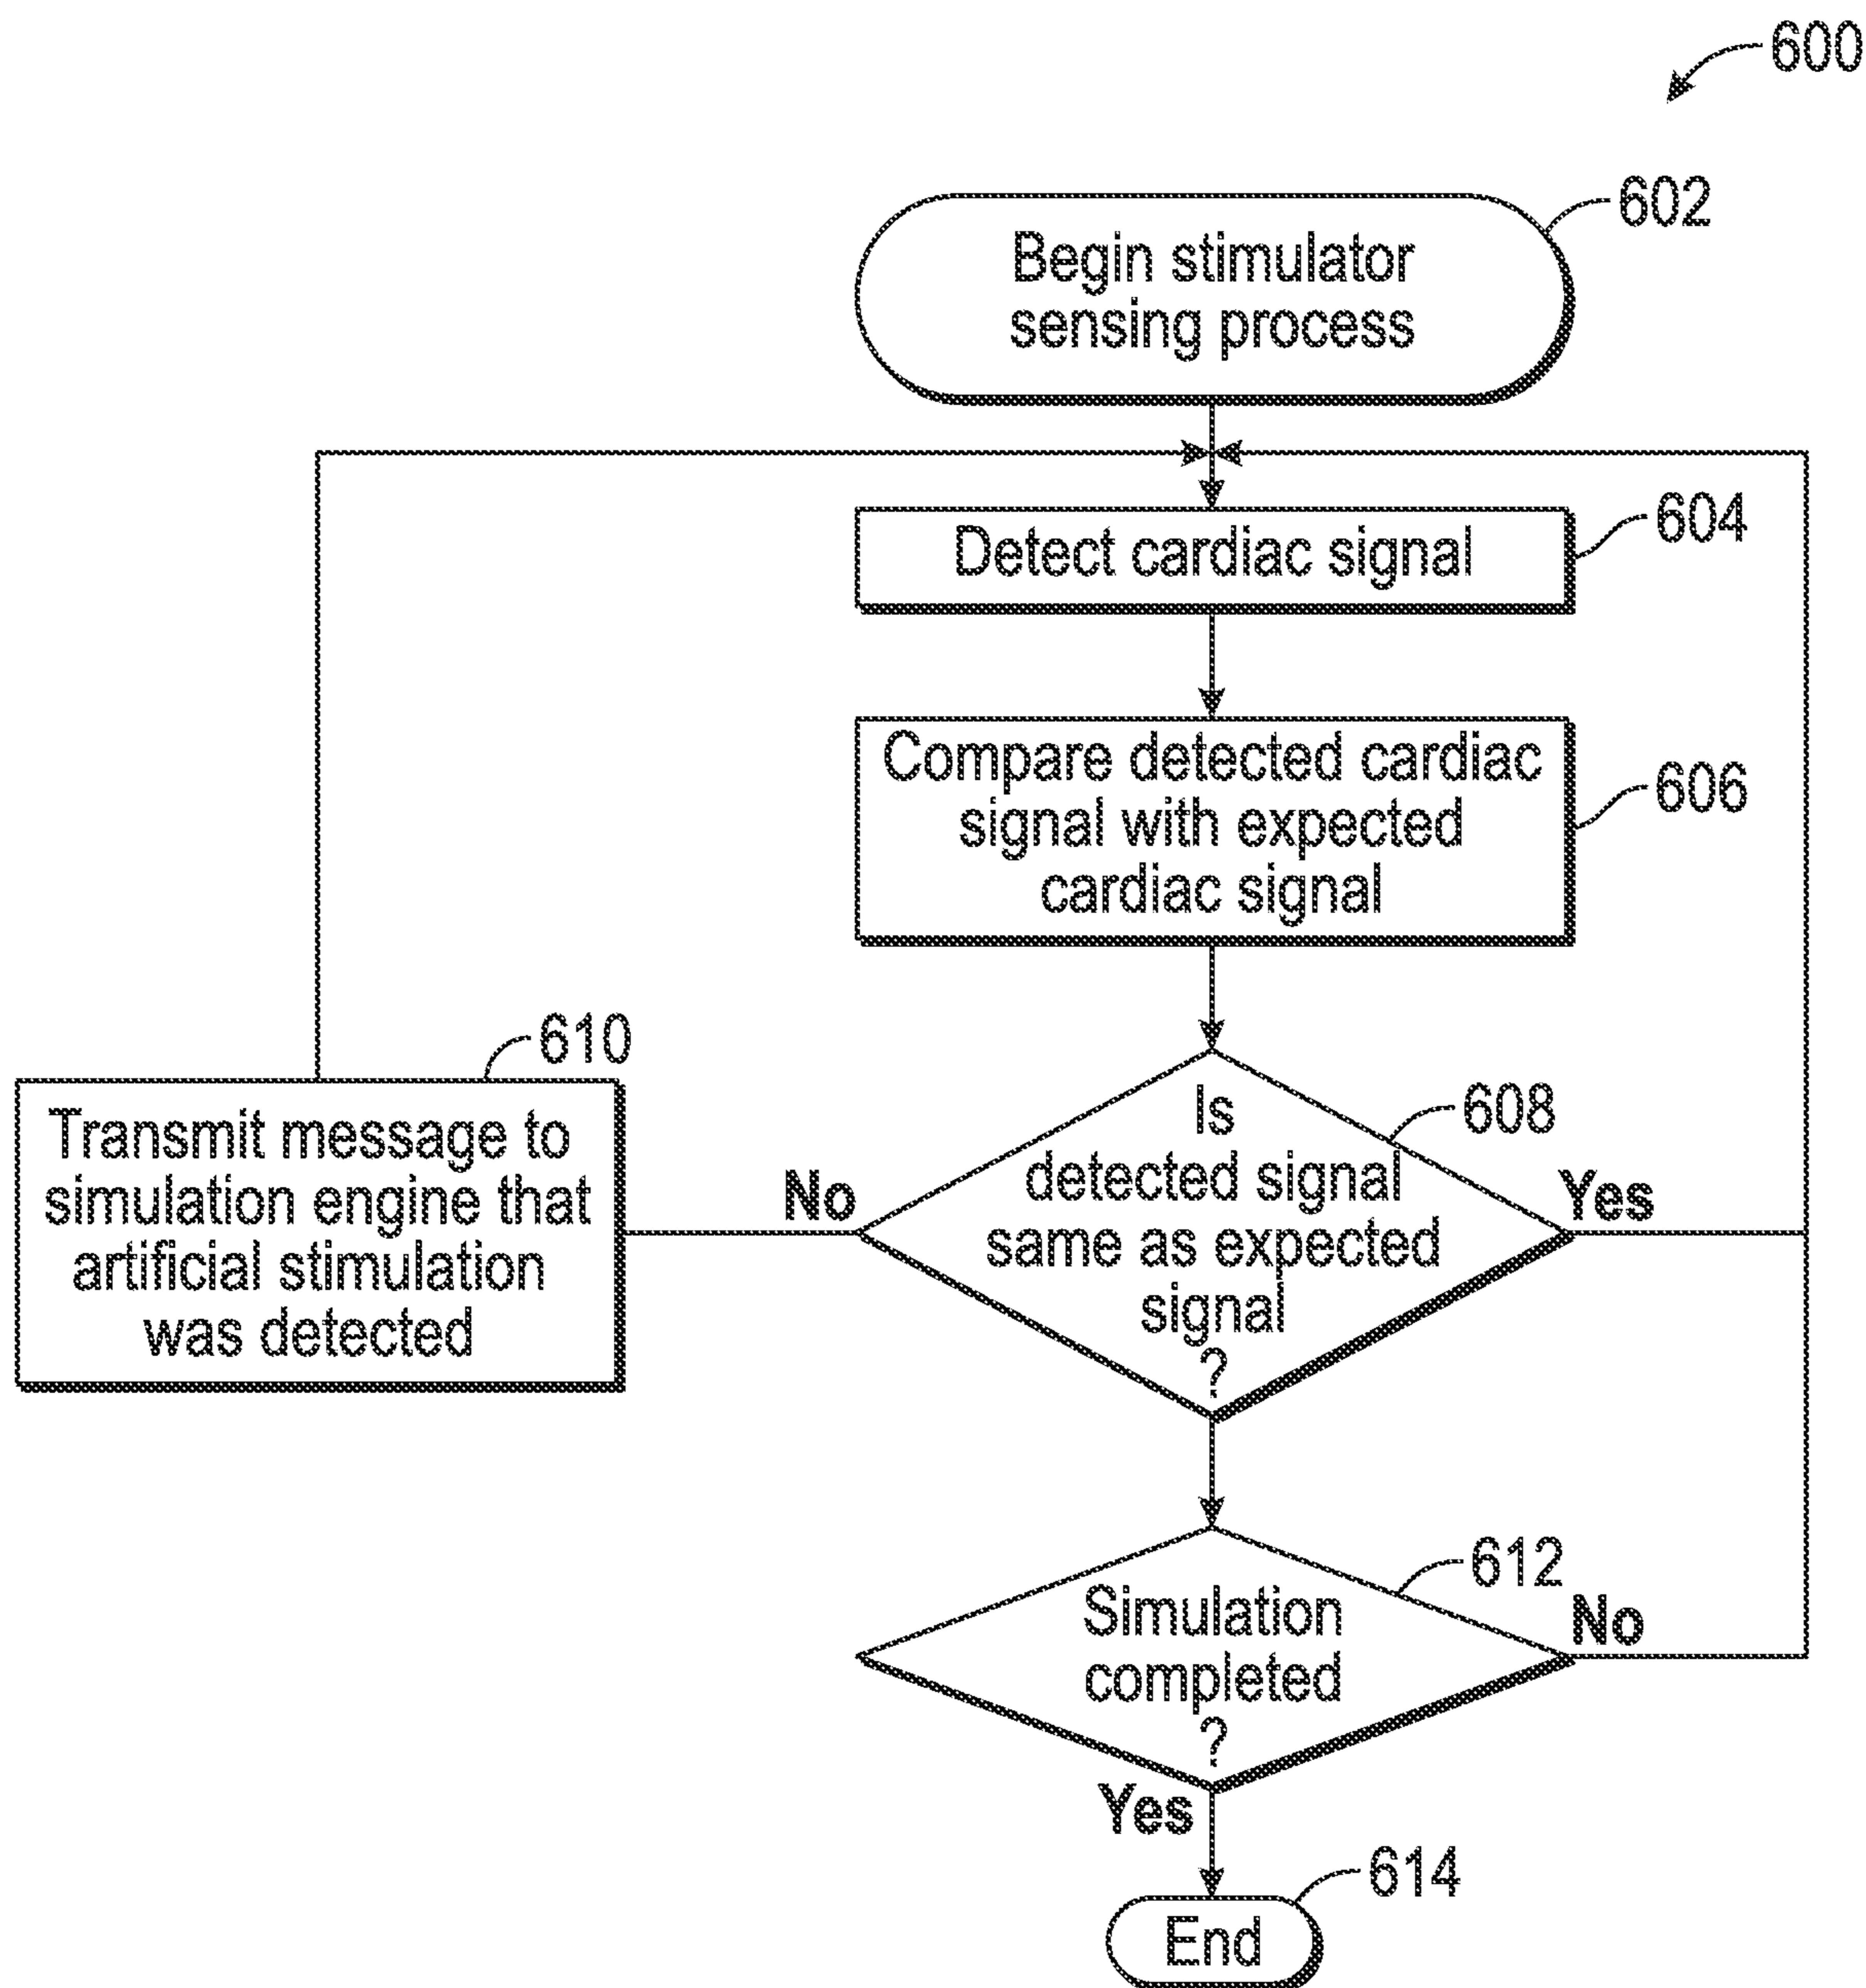 600
602
Begin stimulator
sensing process
604
Detect cardiac signal
606
Compare detected cardiac
signal with expected
cardiac signal
610
Transmit message to
simulation engine that
artificial stimulation
was detected
608
Is
detected signal
same as expected
signal
?
No
Yes
612
Simulation
completed
?
No
Yes
614
End